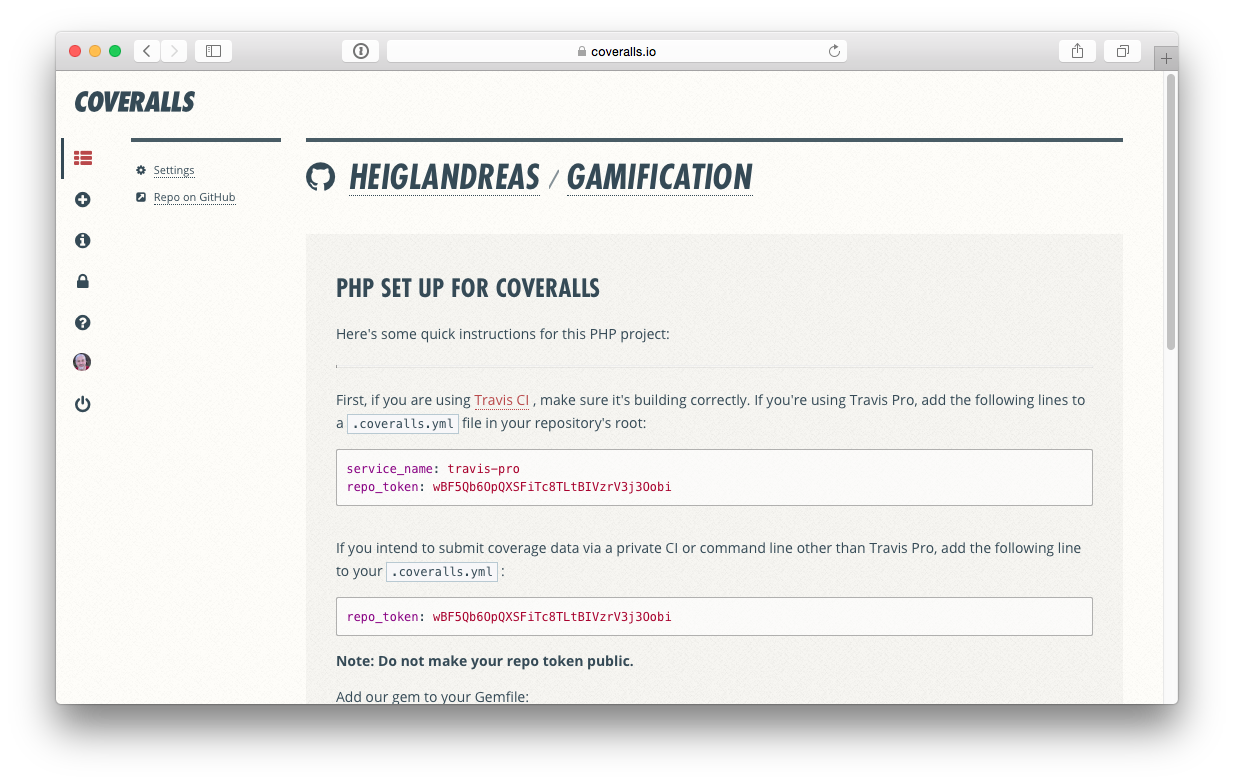 coveralls.io
COVERALLS
Settings
Repo on GitHub
HEIGLANDREAS / GAMIFICATION
PHP SET UP FOR COVERALLS
Here's some quick instructions for this PHP project:
First, if you are using Travis CI , make sure it's building correctly. If you're using Travis Pro, add the following lines to
a .coveralls.yml file in your repository's root:
service_name: travis-pro
repo_token: wBF5Qb6OpQXSFiTc8TLtBIVzrV3j3Oobi
If you intend to submit coverage data via a private CI or command line other than Travis Pro, add the following line
to your .coveralls.yml :
repo_token: wBF5Qb6OpQXSFiTc8TLtBIVzrV3j3Oobi
Note: Do not make your repo token public.
Add our gem to your Gemfile: